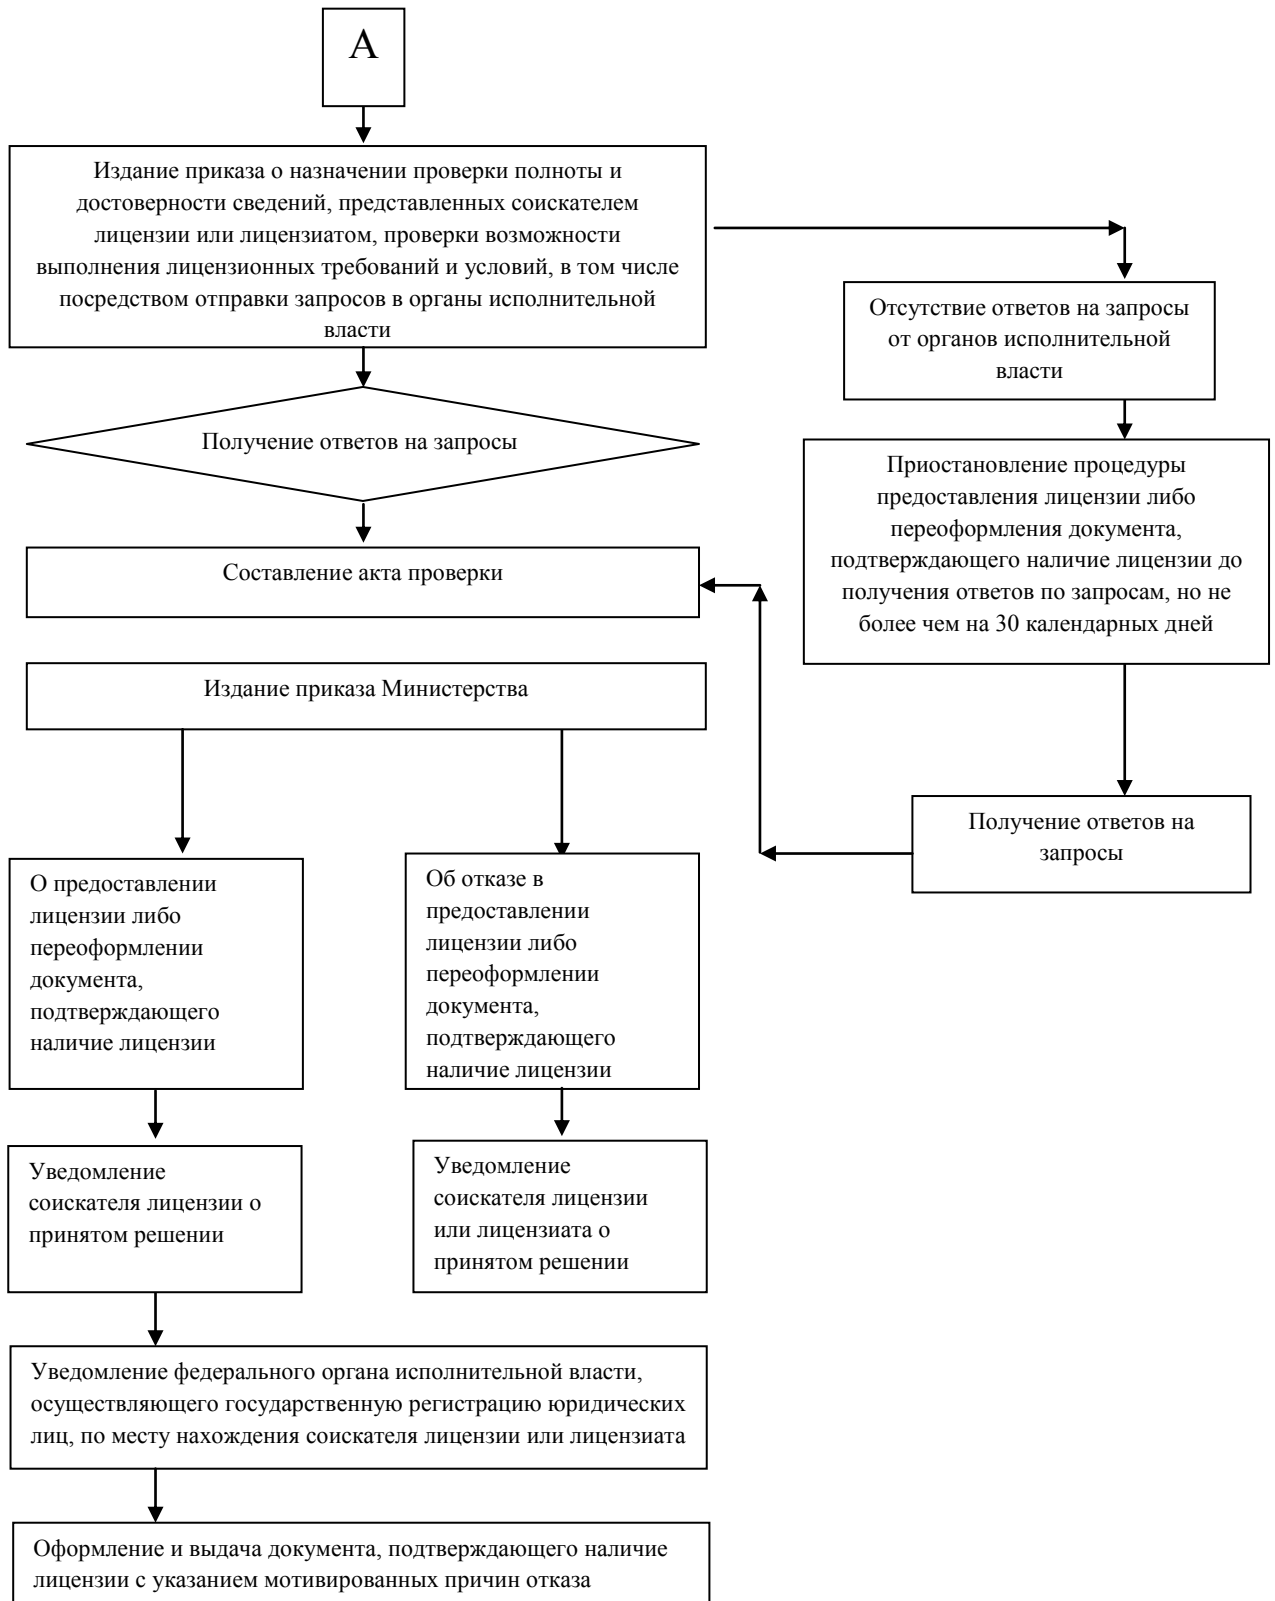 А
Издание приказа о назначении проверки полноты и
достоверности сведений, представленных соискателем
лицензии или лицензиатом, проверки возможности
выполнения лицензионных требований и условий, в том числе
посредством отправки запросов в органы исполнительной
власти
Отсутствие ответов на запросы
от органов исполнительной
власти
Получение ответов на запросы
Приостановление процедуры
предоставления лицензии либо
переоформления документа,
подтверждающего наличие лицензии до
получения ответов по запросам, но не
более чем на 30 календарных дней
Составление акта проверки
Издание приказа Министерства
Получение ответов на
запросы
О предоставлении
лицензии либо
переоформлении
документа,
подтверждающего
наличие лицензии
Об отказе в
предоставлении
лицензии либо
переоформлении
документа,
подтверждающего
наличие лицензии
Уведомление
соискателя лицензии о
принятом решении
Уведомление
соискателя лицензии
или лицензиата о
принятом решении
Уведомление федерального органа исполнительной власти,
осуществляющего государственную регистрацию юридических
лиц, по месту нахождения соискателя лицензии или лицензиата
Оформление и выдача документа, подтверждающего наличие
лицензии с указанием мотивированных причин отказа